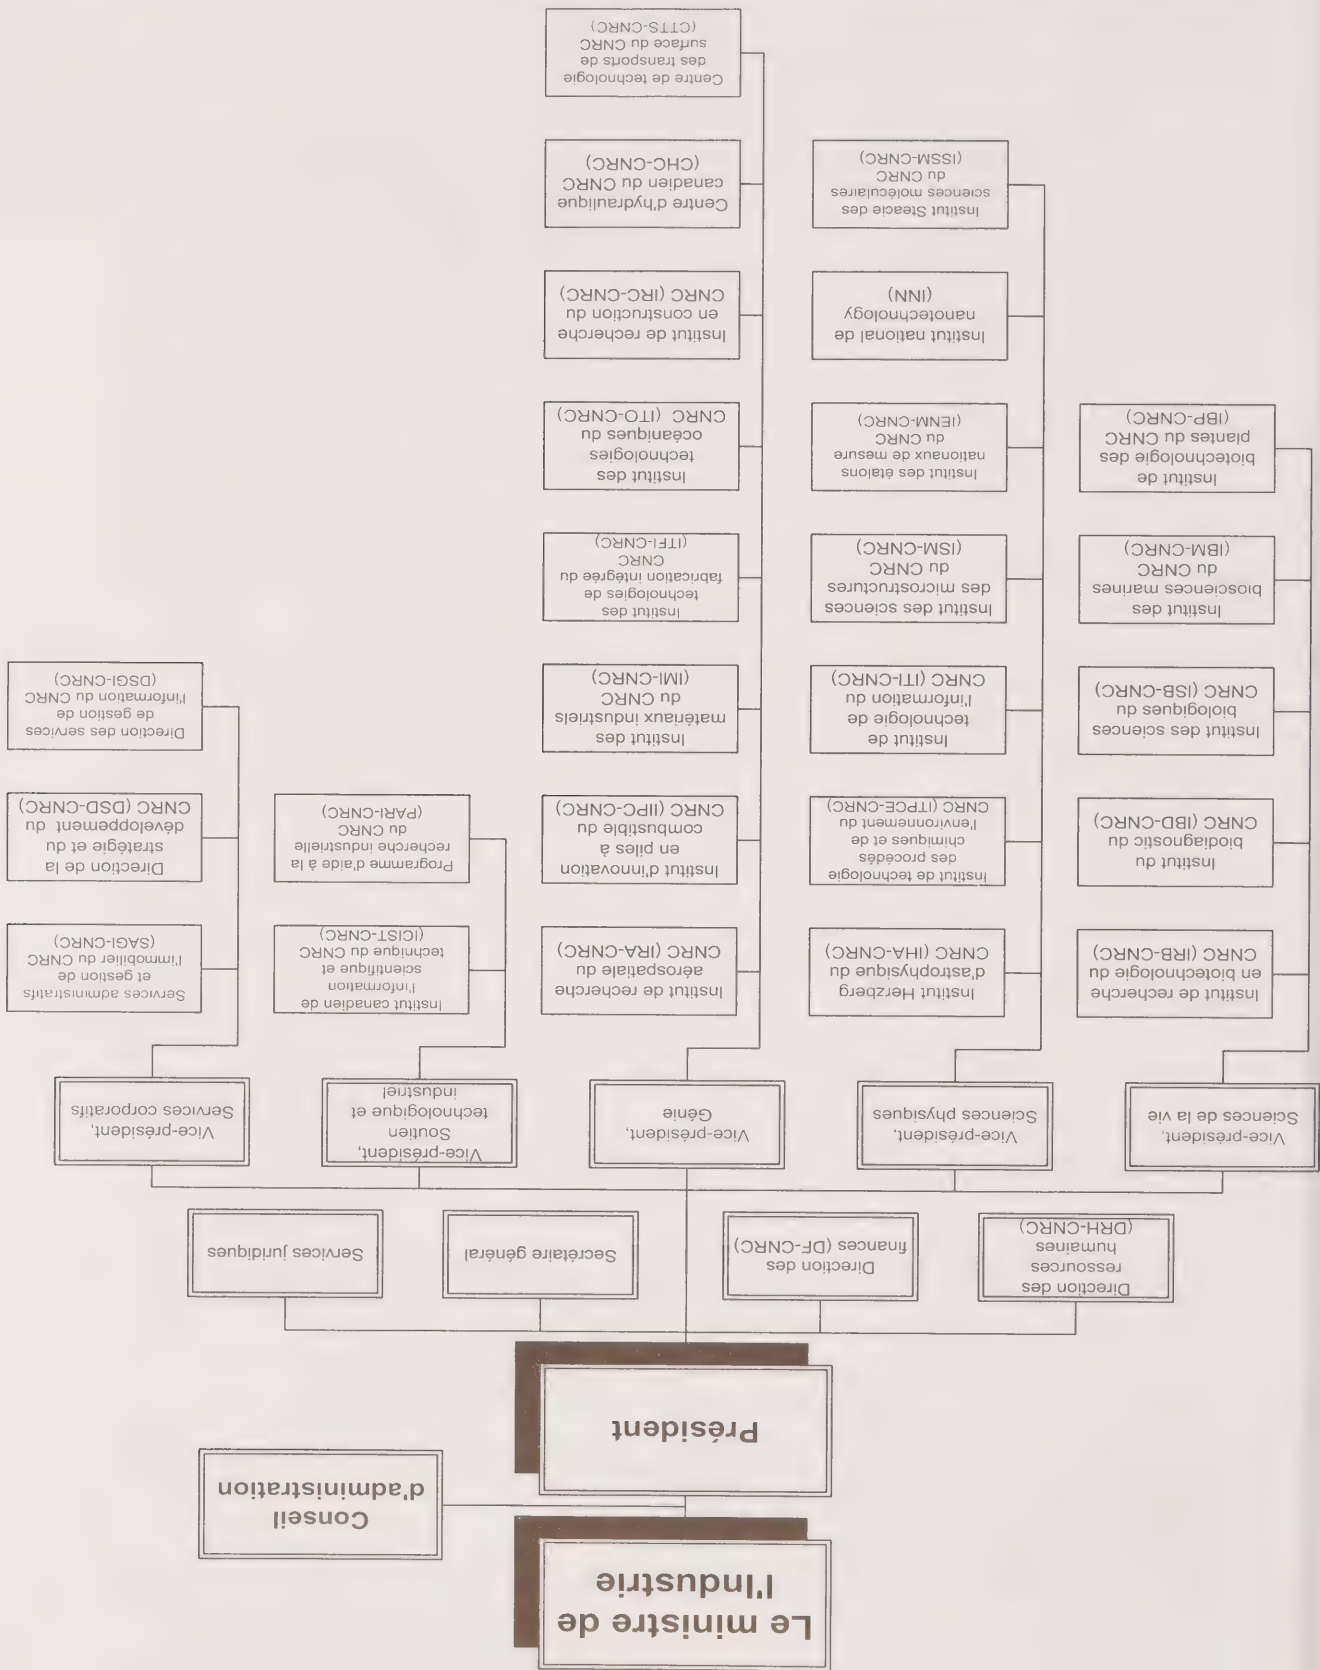 Le ministre de
l'Industrie
Conseil
d'administration
Président
Direction des
ressources
humaines
(DRH-CNRC)
Direction des
finances (DF-CNRC)
Secrétaire général
Services juridiques
Vice-président,
Sciences de la vie
Institut de recherche
en biotechnologie du
CNRC (IRB-CNRC)
Institut du
biodiagnostic du
CNRC (IBD-CNRC)
Institut des sciences
biologiques du
CNRC (ISB-CNRC)
Institut des
biosciences marines
du CNRC
(IBM-CNRC)
Institut de
biotechnologie des
plantes du CNRC
(IBP-CNRC)
Vice-président,
Sciences physiques
Institut Herzberg
d'astrophysique du
CNRC (IHA-CNRC)
Institut de technologie
des procédés
chimiques et de
l'environnement du
CNRC (ITPCE-CNRC)
Institut de
technologie de
l'information du
CNRC (ITI-CNRC)
Institut des sciences
des microstructures
du CNRC
(ISM-CNRC)
Institut des étalons
nationaux de mesure
du CNRC
(IENM-CNRC)
Institut national de
nanotechnology
(INN)
Institut Steacie des
sciences moléculaires
du CNRC
(ISSM-CNRC)
Vice-président,
Génie
Institut de recherche
aérospatiale du
CNRC (IRA-CNRC)
Institut d'innovation
en piles à
combustible du
CNRC (IIPC-CNRC)
Institut des
matériaux industriels
du CNRC
(IMI-CNRC)
Institut des
technologies de
fabrication intégrée du
CNRC
(ITFI-CNRC)
Institut des
technologies
océaniques du
CNRC (ITO-CNRC)
Institut de recherche
en construction du
CNRC (IRC-CNRC)
Centre d'hydraulique
canadien du CNRC
(CHC-CNRC)
Centre de technologie
des transports de
surface du CNRC
(CTTS-CNRC)
Vice-président,
Soutien
technologique et
industriel
Institut canadien de
l'information
scientifique et
technique du CNRC
(ICIST-CNRC)
Programme d'aide à la
recherche industrielle
du CNRC
(PARI-CNRC)
Vice-président,
Services corporatifs
Services administratifs
et gestion de
l'immobilier du CNRC
(SAGI-CNRC)
Direction de la
stratégie et du
développement du
CNRC (DSD-CNRC)
Direction des services
de gestion de
l'information du CNRC
(DSGI-CNRC)